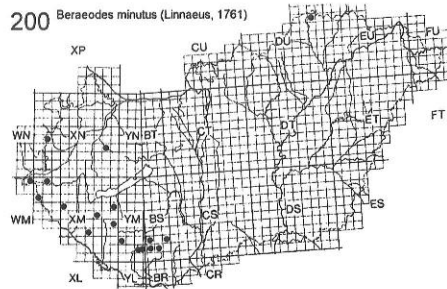 200 Beraeodes minutus (Linnaeus, 1761)
XP CU DU EU FU
WN XN YN BT C DT ET FT
WM XM YM BS CS DS ES
XL YL BR CR